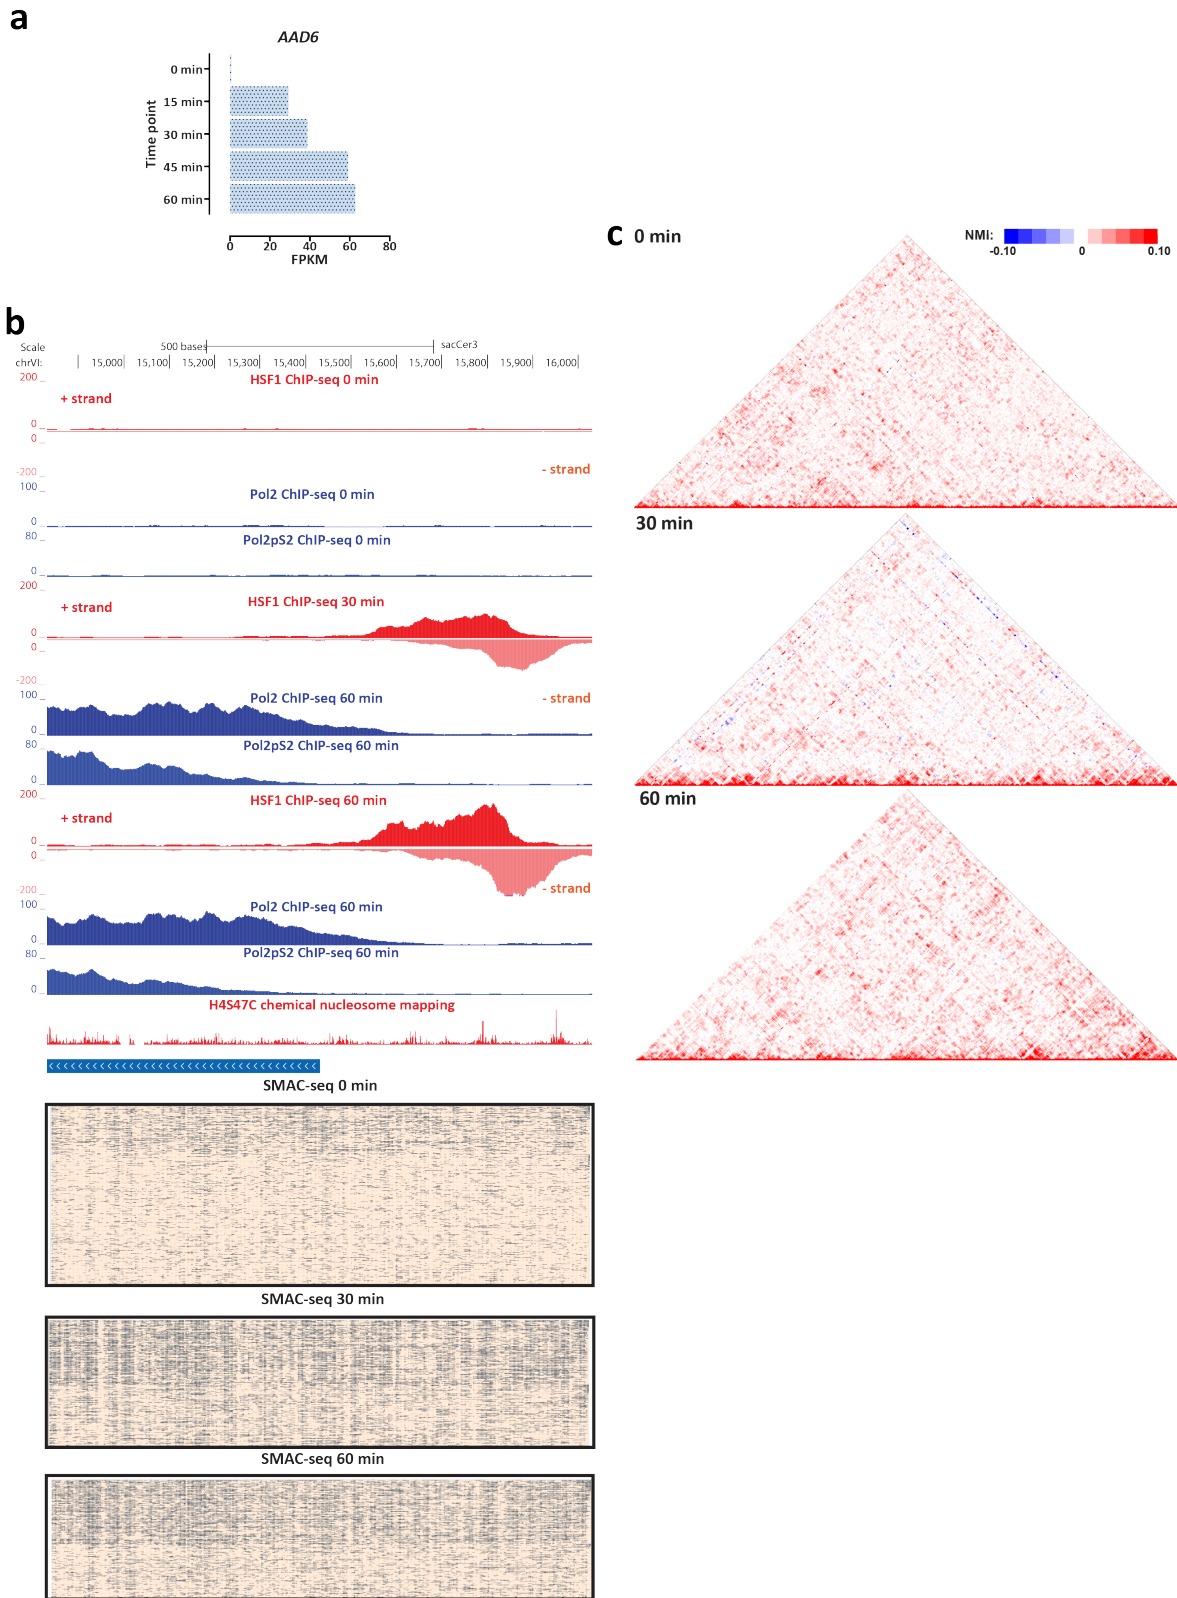 a
AAD6
Time point
0 min
15 min
30 min
45 min
60 min
0 20 40 60 80
FPKM
b
Scale 500 bases sacCer3
chrVI: 15,000 15,100 15,200 15,300 15,400 15,500 15,600 15,700 15,800 15,900 16,000
HSF1 ChIP-seq 0 min
200
+ strand
0
0
- strand
-200
Pol2 ChIP-seq 0 min
100
0
Pol2pS2 ChIP-seq 0 min
80
0
HSF1 ChIP-seq 30 min
200
+ strand
0
0
-200
- strand
Pol2 ChIP-seq 60 min
100
0
Pol2pS2 ChIP-seq 60 min
80
0
HSF1 ChIP-seq 60 min
200
+ strand
0
0
- strand
-200
Pol2 ChIP-seq 60 min
100
0
Pol2pS2 ChIP-seq 60 min
80
0
H4S47C chemical nucleosome mapping
SMAC-seq 0 min
SMAC-seq 30 min
SMAC-seq 60 min
c
0 min
NMI:
-0.10 0 0.10
30 min
60 min